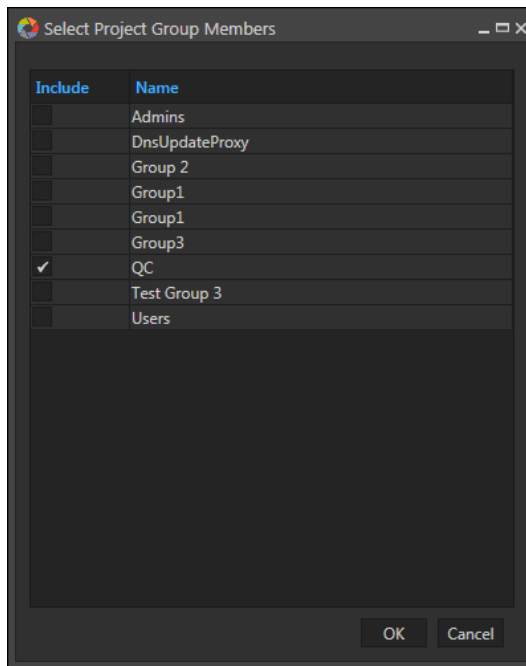 Select Project Group Members
Include Name
Admins
DnsUpdateProxy
Group 2
Group1
Group1
Group3
QC
Test Group 3
Users
OK Cancel